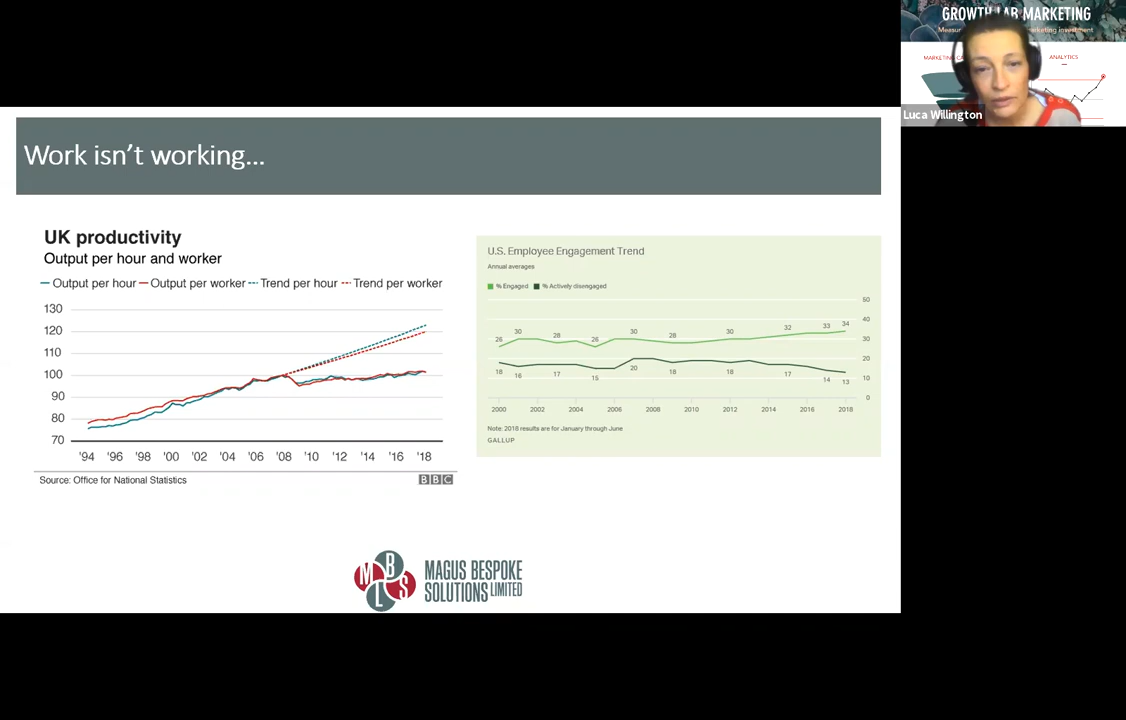 GROWTH LAB MARKETING
Measu
rketing investment
MARKETING CA
ANALYTICS
Luca Willington
Work isn't working...
UK productivity
Output per hour and worker
Output per hour Output per worker Trend per hour Trend per worker
130
120
110
100
90
80
70
'94 '96 '98 '00 '02 '04 '06 '08 '10 '12 '14 '16 '18
Source: Office for National Statistics
BBC
U.S. Employee Engagement Trend
Annual averages
% Engaged % Actively disengaged
50
40
30
20
10
0
26 30 28 26 30 28 30 32 33 34
18 16 17 15 20 18 18 17 14 13
2000 2002 2004 2006 2008 2010 2012 2014 2016 2018
Note: 2018 results are for January through June
GALLUP
M B L S
MAGUS BESPOKE
SOLUTIONS LIMITED